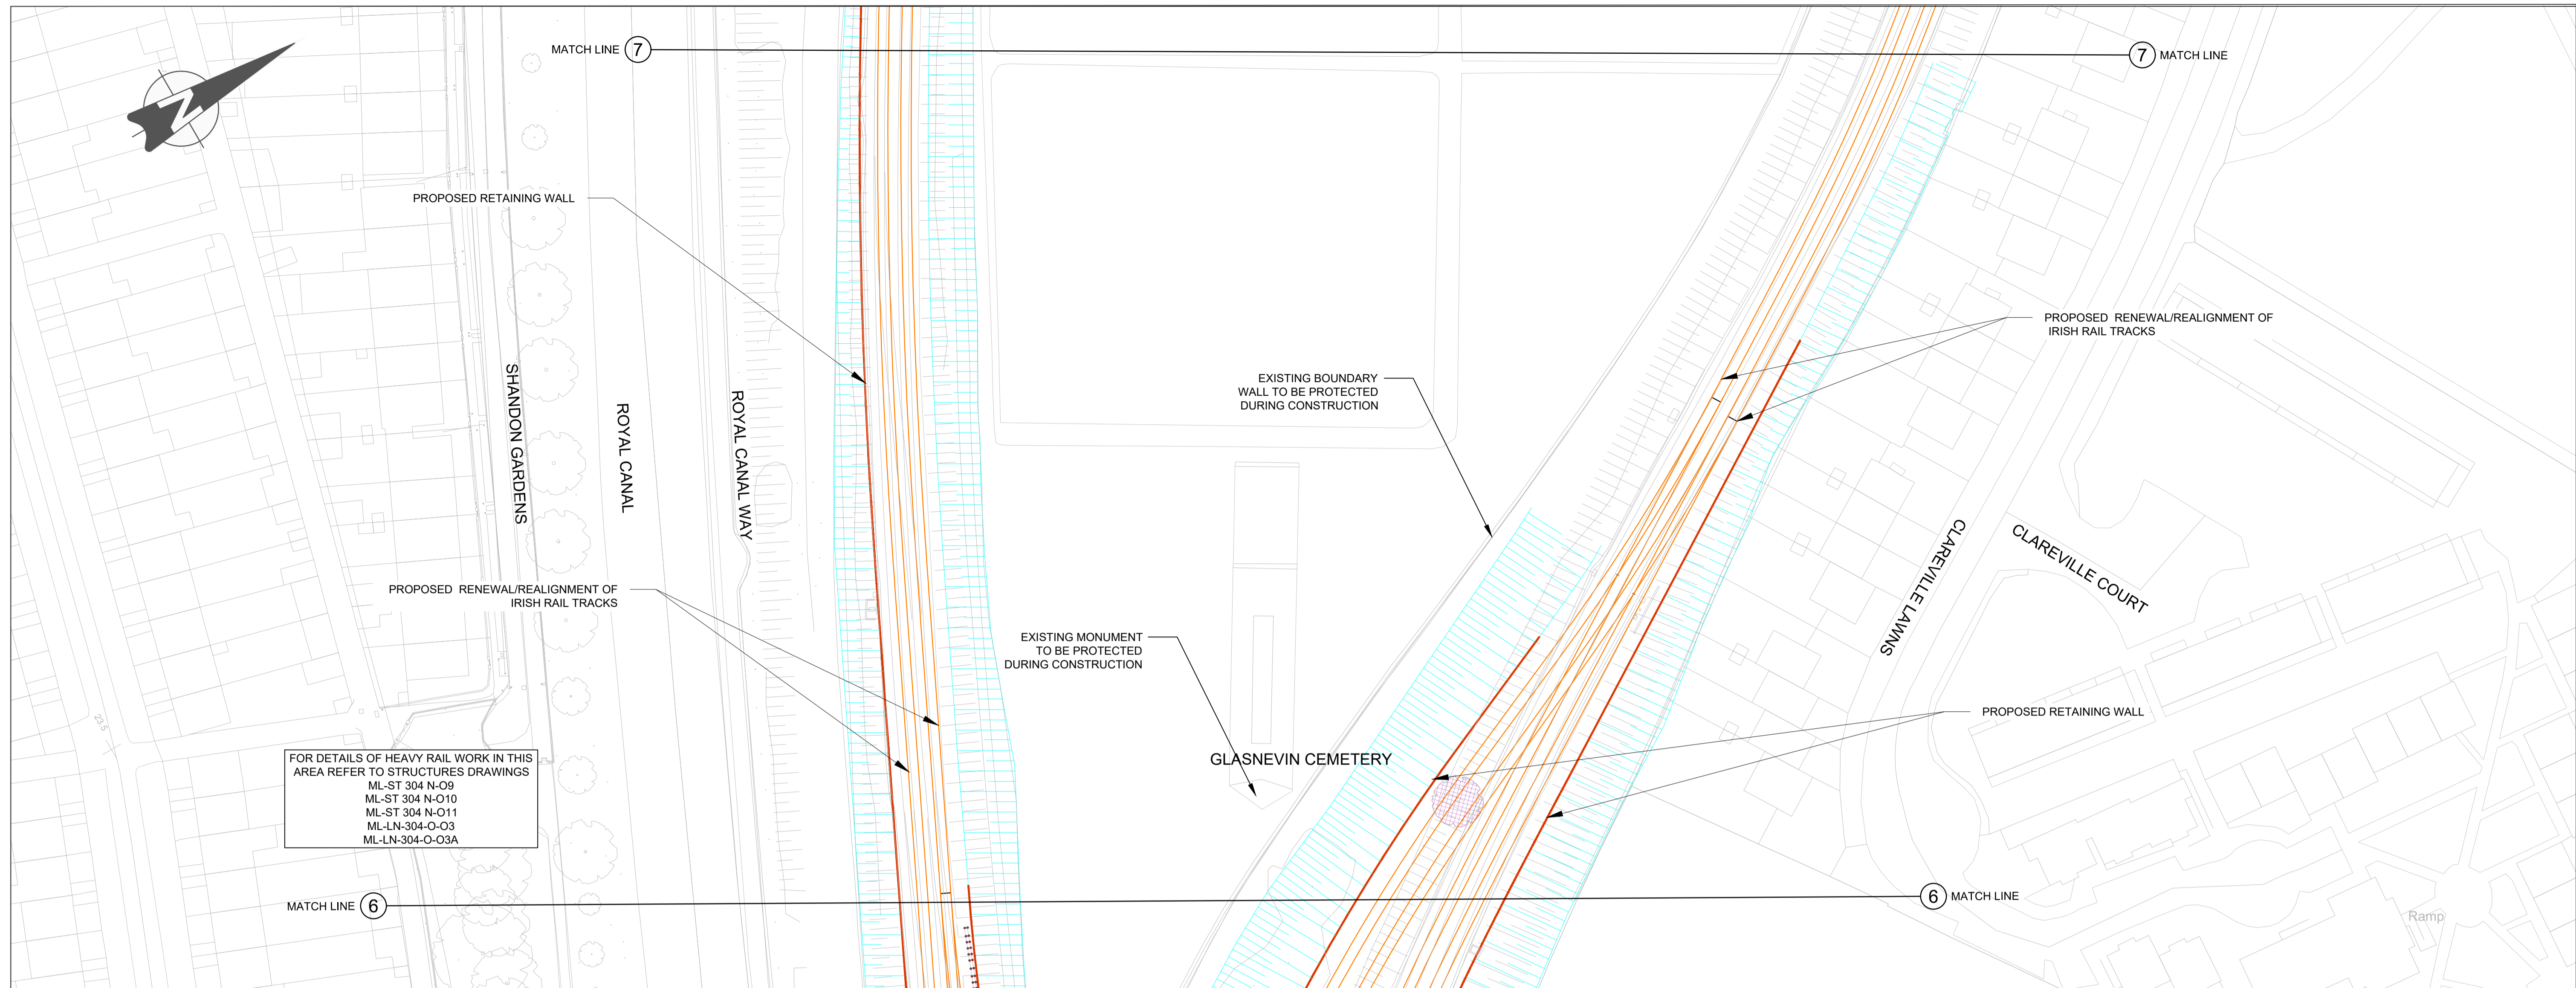 MATCH LINE 7
7 MATCH LINE
N
PROPOSED RETAINING WALL
PROPOSED RENEWAL/REALIGNMENT OF
IRISH RAIL TRACKS
EXISTING BOUNDARY
WALL TO BE PROTECTED
DURING CONSTRUCTION
SHANDON GARDENS
ROYAL CANAL
ROYAL CANAL WAY
CLAREVILLE LAWNS
CLAREVILLE COURT
PROPOSED RENEWAL/REALIGNMENT OF
IRISH RAIL TRACKS
EXISTING MONUMENT
TO BE PROTECTED
DURING CONSTRUCTION
PROPOSED RETAINING WALL
23.5
GLASNEVIN CEMETERY
FOR DETAILS OF HEAVY RAIL WORK IN THIS
AREA REFER TO STRUCTURES DRAWINGS
ML-ST 304 N-O9
ML-ST 304 N-O10
ML-ST 304 N-O11
ML-LN-304-O-O3
ML-LN-304-O-O3A
MATCH LINE 6
6 MATCH LINE
Ramp